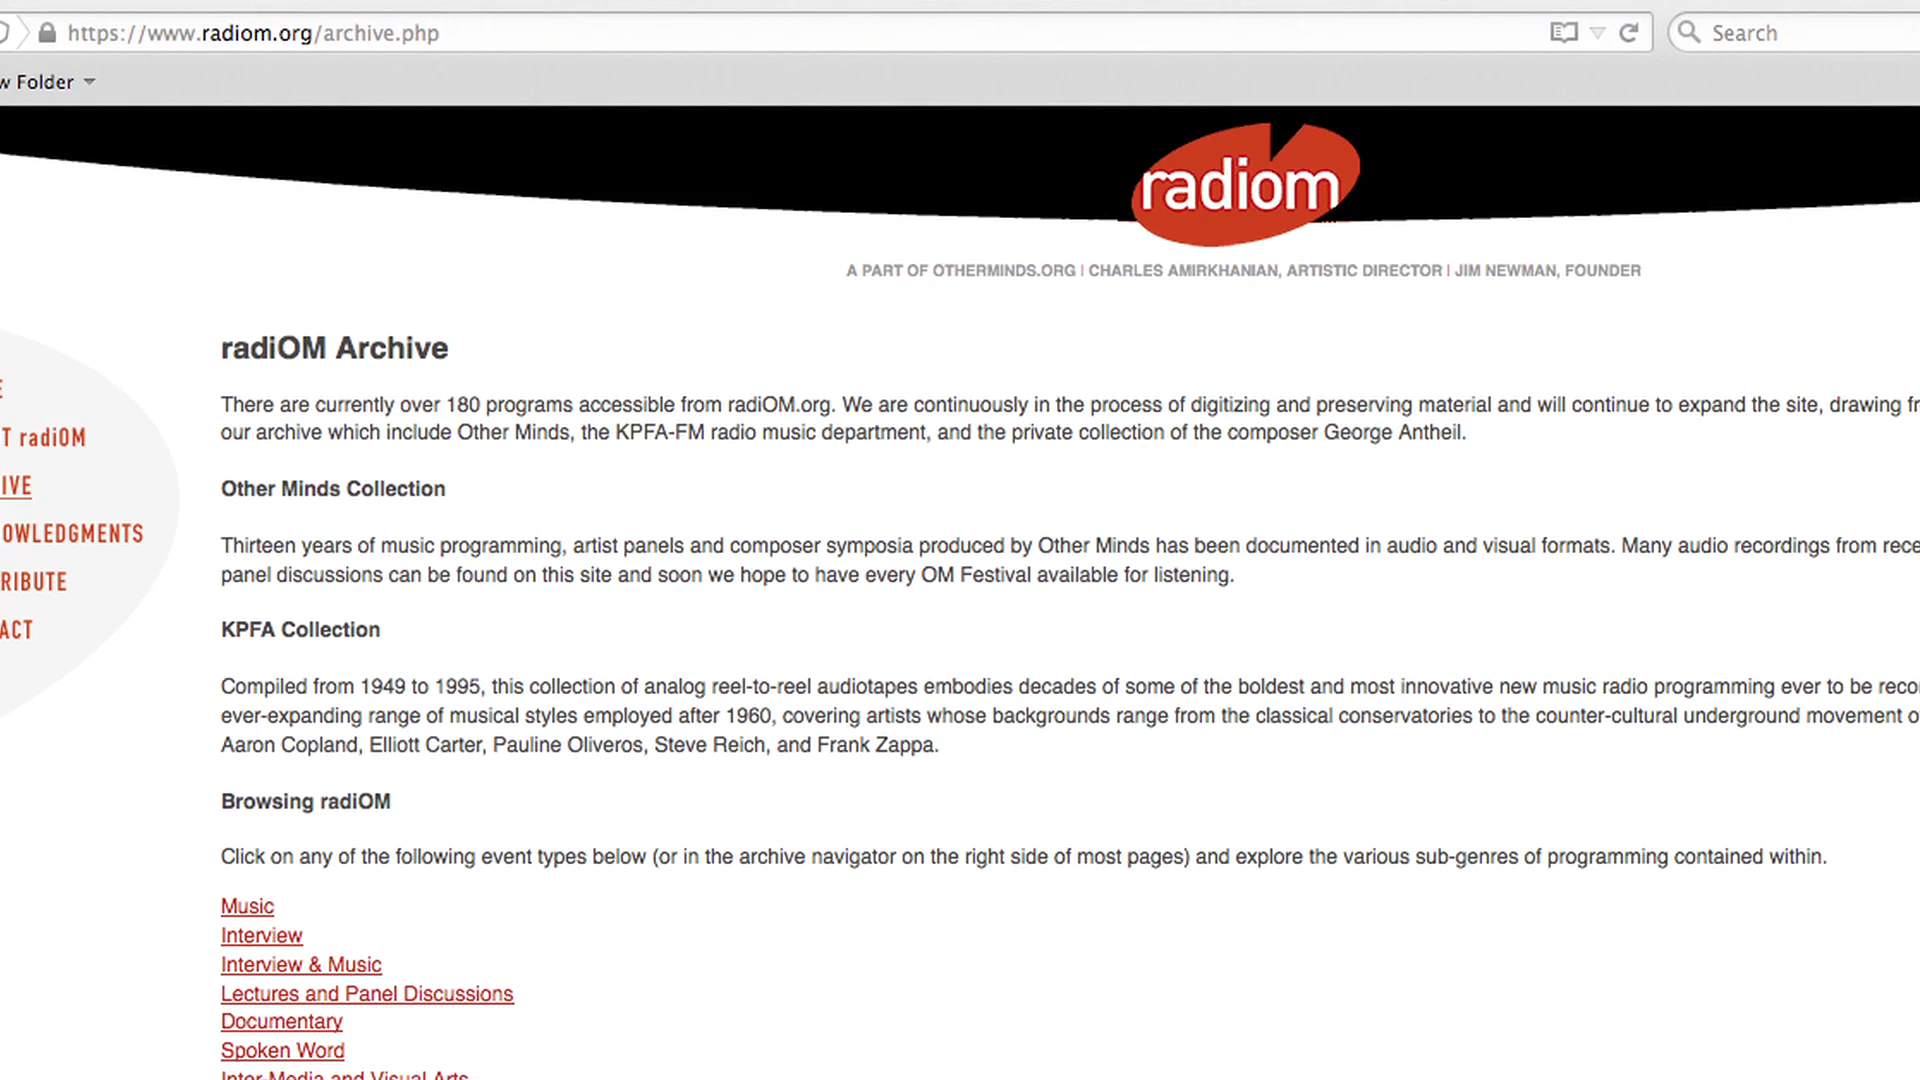 https://www.radiom.org/archive.php
Search
w Folder
radiom
A PART OF OTHERMINDS.ORG | CHARLES AMIRKHANIAN, ARTISTIC DIRECTOR | JIM NEWMAN, FOUNDER
radiOM Archive
E
T radiOM
IVE
OWLEDGMENTS
RIBUTE
ACT
There are currently over 180 programs accessible from radiOM.org. We are continuously in the process of digitizing and preserving material and will continue to expand the site, drawing fr
our archive which include Other Minds, the KPFA-FM radio music department, and the private collection of the composer George Antheil.
Other Minds Collection
Thirteen years of music programming, artist panels and composer symposia produced by Other Minds has been documented in audio and visual formats. Many audio recordings from rece
panel discussions can be found on this site and soon we hope to have every OM Festival available for listening.
KPFA Collection
Compiled from 1949 to 1995, this collection of analog reel-to-reel audiotapes embodies decades of some of the boldest and most innovative new music radio programming ever to be reco
ever-expanding range of musical styles employed after 1960, covering artists whose backgrounds range from the classical conservatories to the counter-cultural underground movement o
Aaron Copland, Elliott Carter, Pauline Oliveros, Steve Reich, and Frank Zappa.
Browsing radiOM
Click on any of the following event types below (or in the archive navigator on the right side of most pages) and explore the various sub-genres of programming contained within.
Music
Interview
Interview & Music
Lectures and Panel Discussions
Documentary
Spoken Word
Inter-Media and Visual Arts